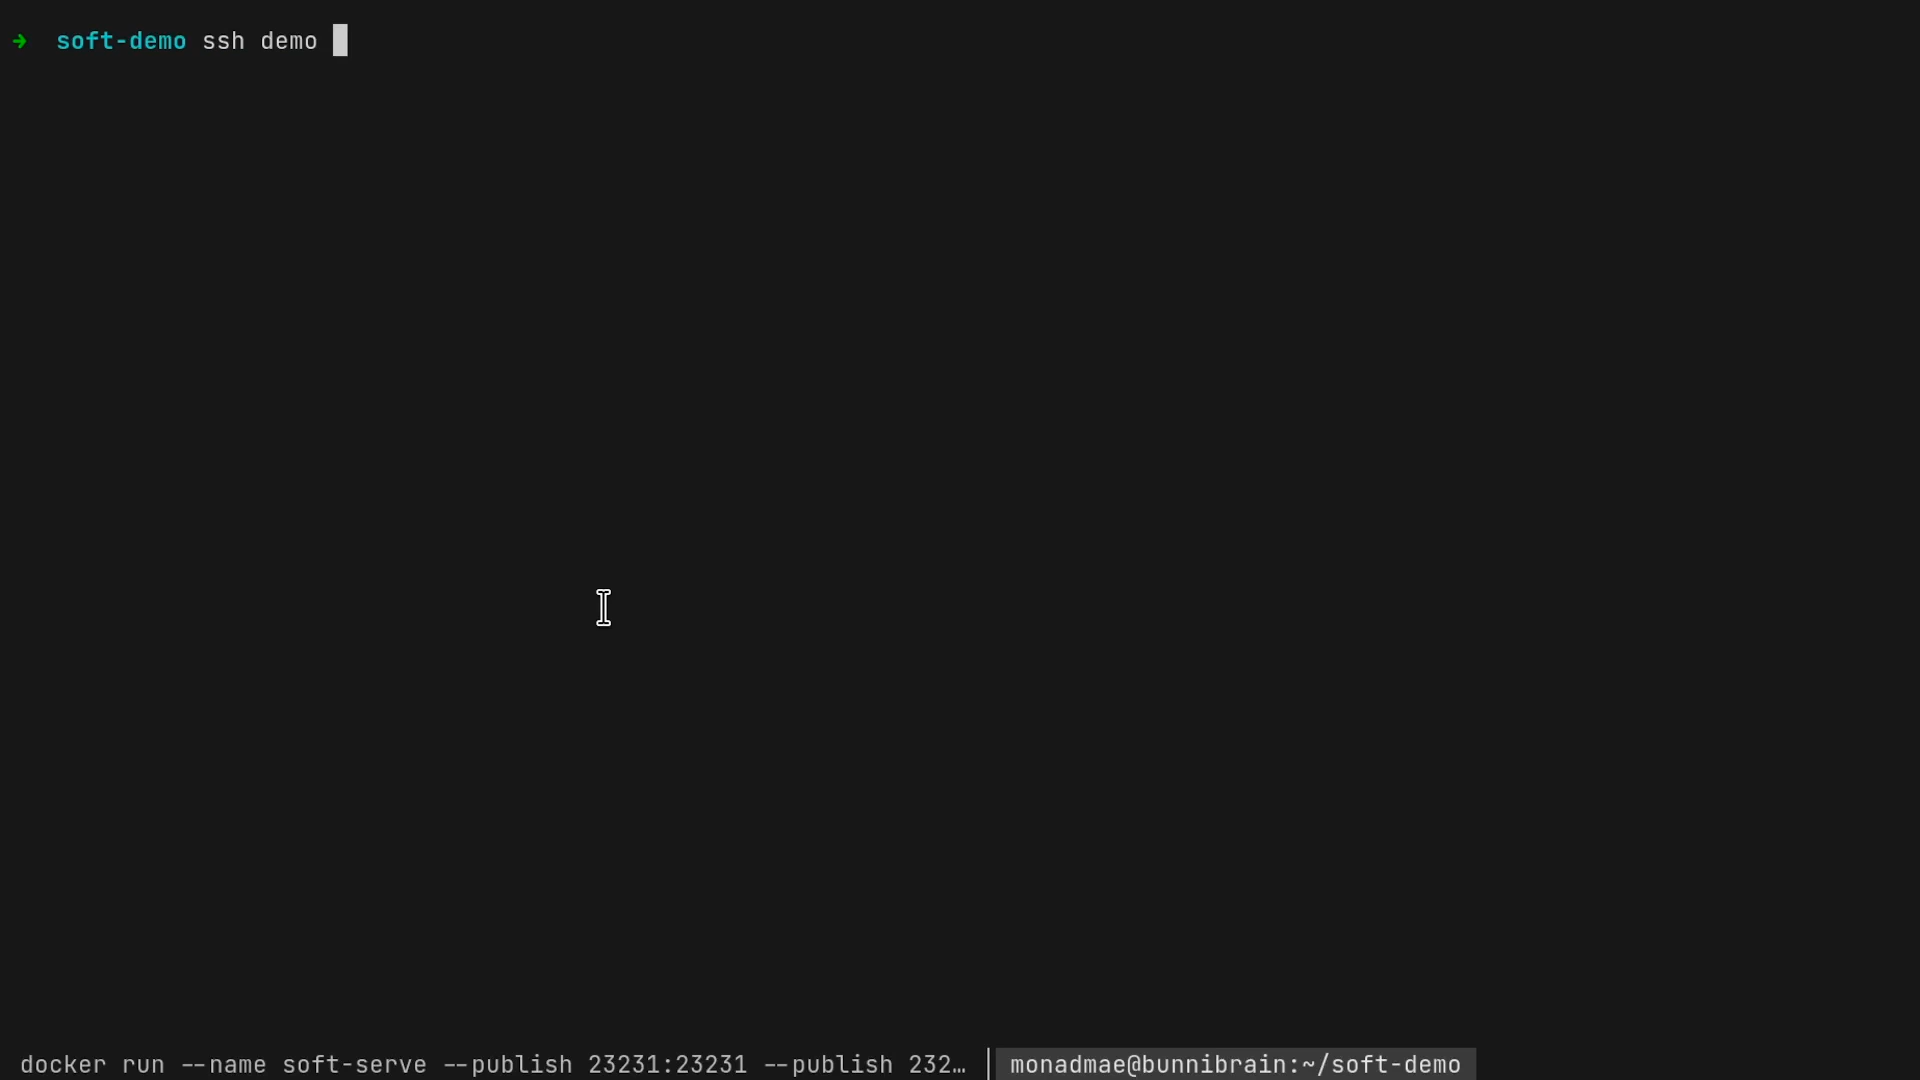 ➜ soft-demo ssh demo
docker run --name soft-serve --publish 23231:23231 --publish 232… monadmae@bunnibrain:~/soft-demo